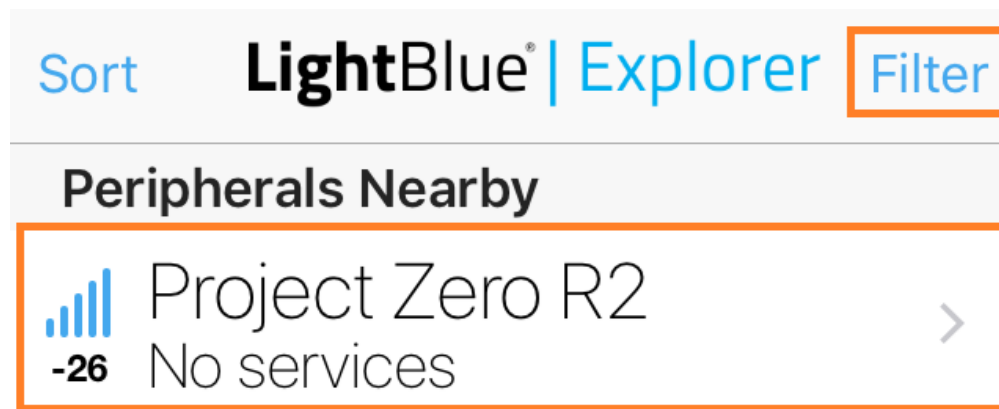 Sort LightBlue® | Explorer Filter
Peripherals Nearby
Project Zero R2
-26 No services